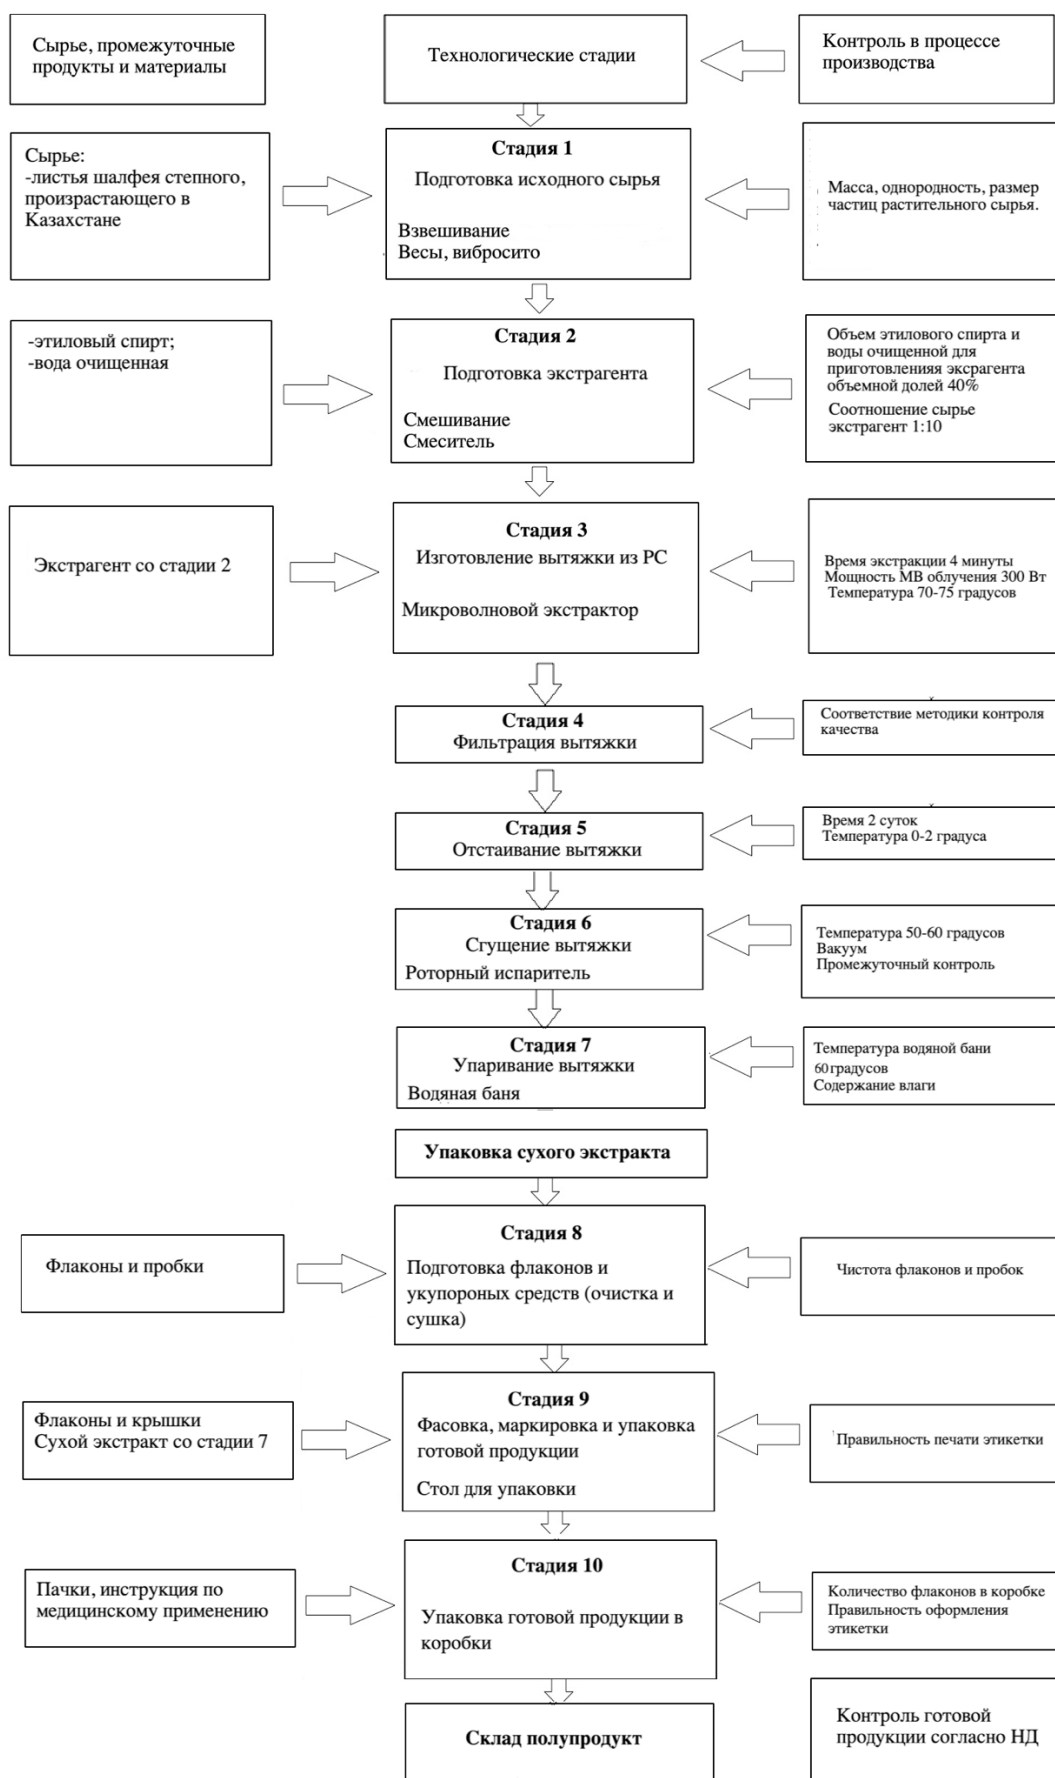 Сырье, промежуточные
продукты и материалы
Технологические стадии
Контроль в процессе
производства
Сырье:
-листья шалфея степного,
произрастающего в
Казахстане
Стадия 1
Подготовка исходного сырья
Взвешивание
Весы, вибросито
Масса, однородность, размер
частиц растительного сырья.
-этиловый спирт;
-вода очищенная
Стадия 2
Подготовка экстрагента
Смешивание
Смеситель
Объем этилового спирта и
воды очищенной для
приготовленияя эксрагента
объемной долей 40%
Соотношение сырье
экстрагент 1:10
Экстрагент со стадии 2
Стадия 3
Изготовление вытяжки из РС
Микроволновой экстрактор
Время экстракции 4 минуты
Мощность МВ облучения 300 Вт
Температура 70-75 градусов
Стадия 4
Фильтрация вытяжки
Соответствие методики контроля
качества
Стадия 5
Отстаивание вытяжки
Время 2 суток
Температура 0-2 градуса
Стадия 6
Сгущение вытяжки
Роторный испаритель
Температура 50-60 градусов
Вакуум
Промежуточный контроль
Стадия 7
Упаривание вытяжки
Водяная баня
Температура водяной бани
60 градусов
Содержание влаги
Упаковка сухого экстракта
Флаконы и пробки
Стадия 8
Подготовка флаконов и
укупороных средств (очистка и
сушка)
Чистота флаконов и пробок
Флаконы и крышки
Сухой экстракт со стадии 7
Стадия 9
Фасовка, маркировка и упаковка
готовой продукции
Стол для упаковки
Правильность печати этикетки
Пачки, инструкция по
медицинскому применению
Стадия 10
Упаковка готовой продукции в
коробки
Количество флаконов в коробке
Правильность оформления
этикетки
Склад полупродукт
Контроль готовой
продукции согласно НД